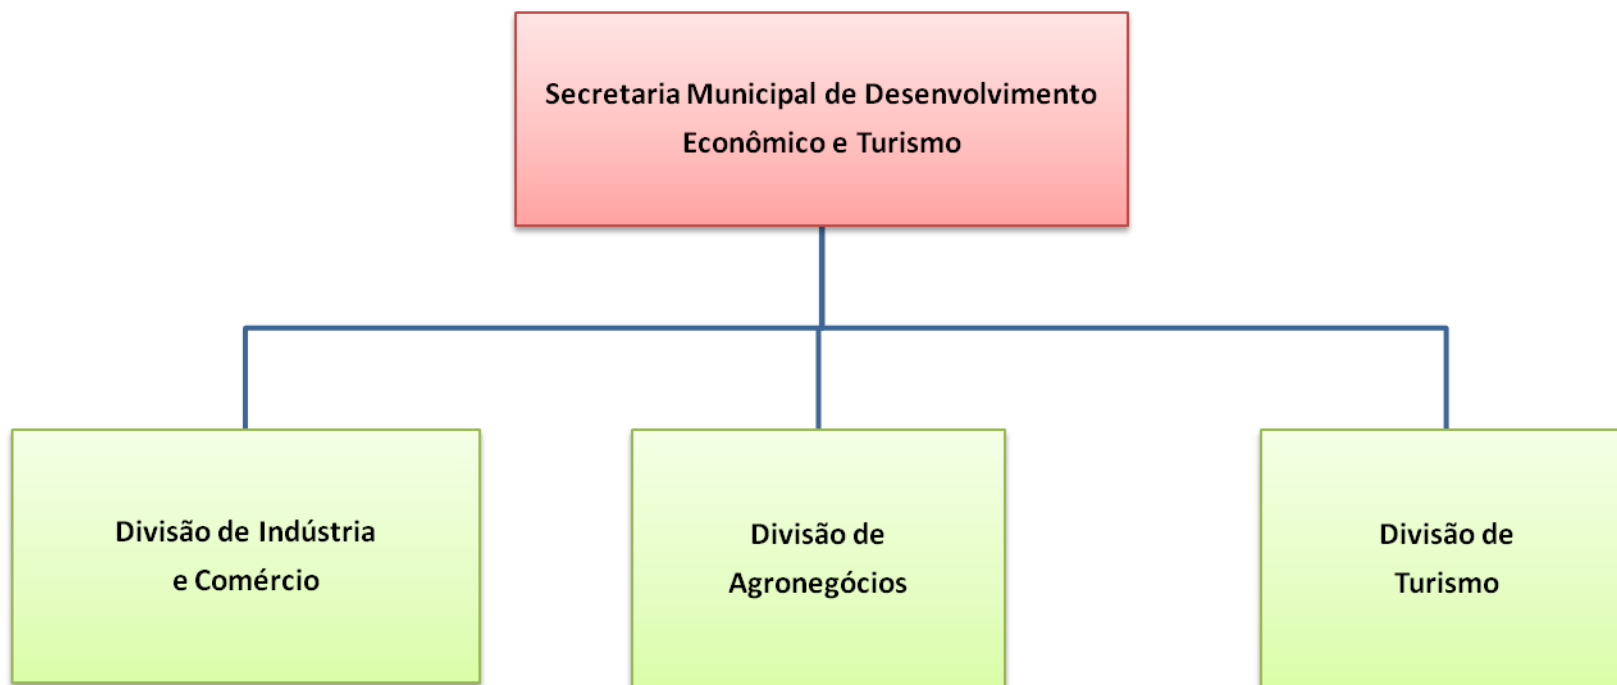 Secretaria Municipal de Desenvolvimento
Econômico e Turismo
Divisão de Indústria
e Comércio
Divisão de
Agronegócios
Divisão de
Turismo